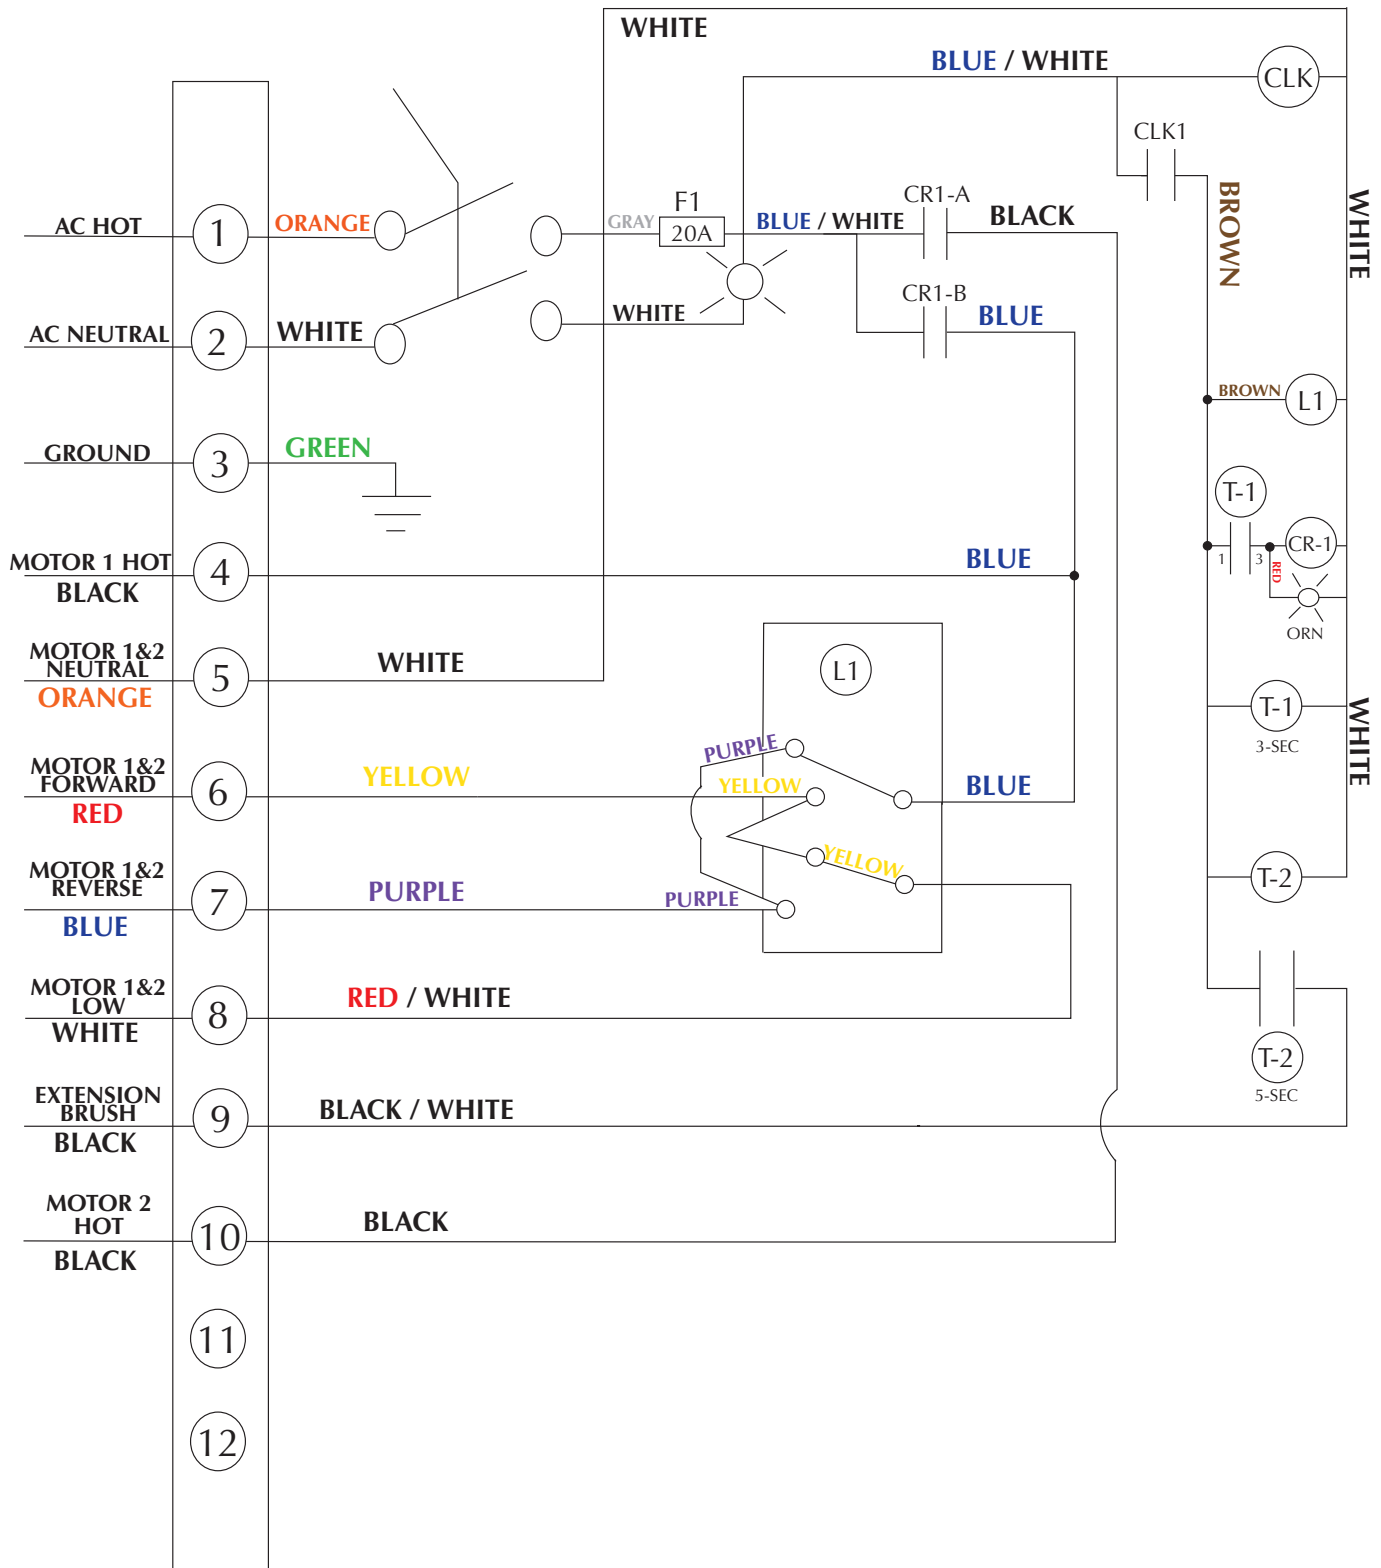 WHITE
BLUE / WHITE
CLK
CLK1
BROWN
WHITE
AC HOT
1
ORANGE
GRAY
F1
20A
BLUE / WHITE
CR1-A
BLACK
AC NEUTRAL
2
WHITE
WHITE
CR1-B
BLUE
BROWN
L1
GROUND
3
GREEN
T-1
1
3
RED
CR-1
ORN
MOTOR 1 HOT
BLACK
4
BLUE
MOTOR 1&2
NEUTRAL
ORANGE
5
WHITE
L1
T-1
3-SEC
WHITE
MOTOR 1&2
FORWARD
RED
6
YELLOW
PURPLE
YELLOW
BLUE
YELLOW
MOTOR 1&2
REVERSE
BLUE
7
PURPLE
PURPLE
T-2
MOTOR 1&2
LOW
WHITE
8
RED / WHITE
T-2
5-SEC
EXTENSION
BRUSH
BLACK
9
BLACK / WHITE
MOTOR 2
HOT
BLACK
10
BLACK
11
12